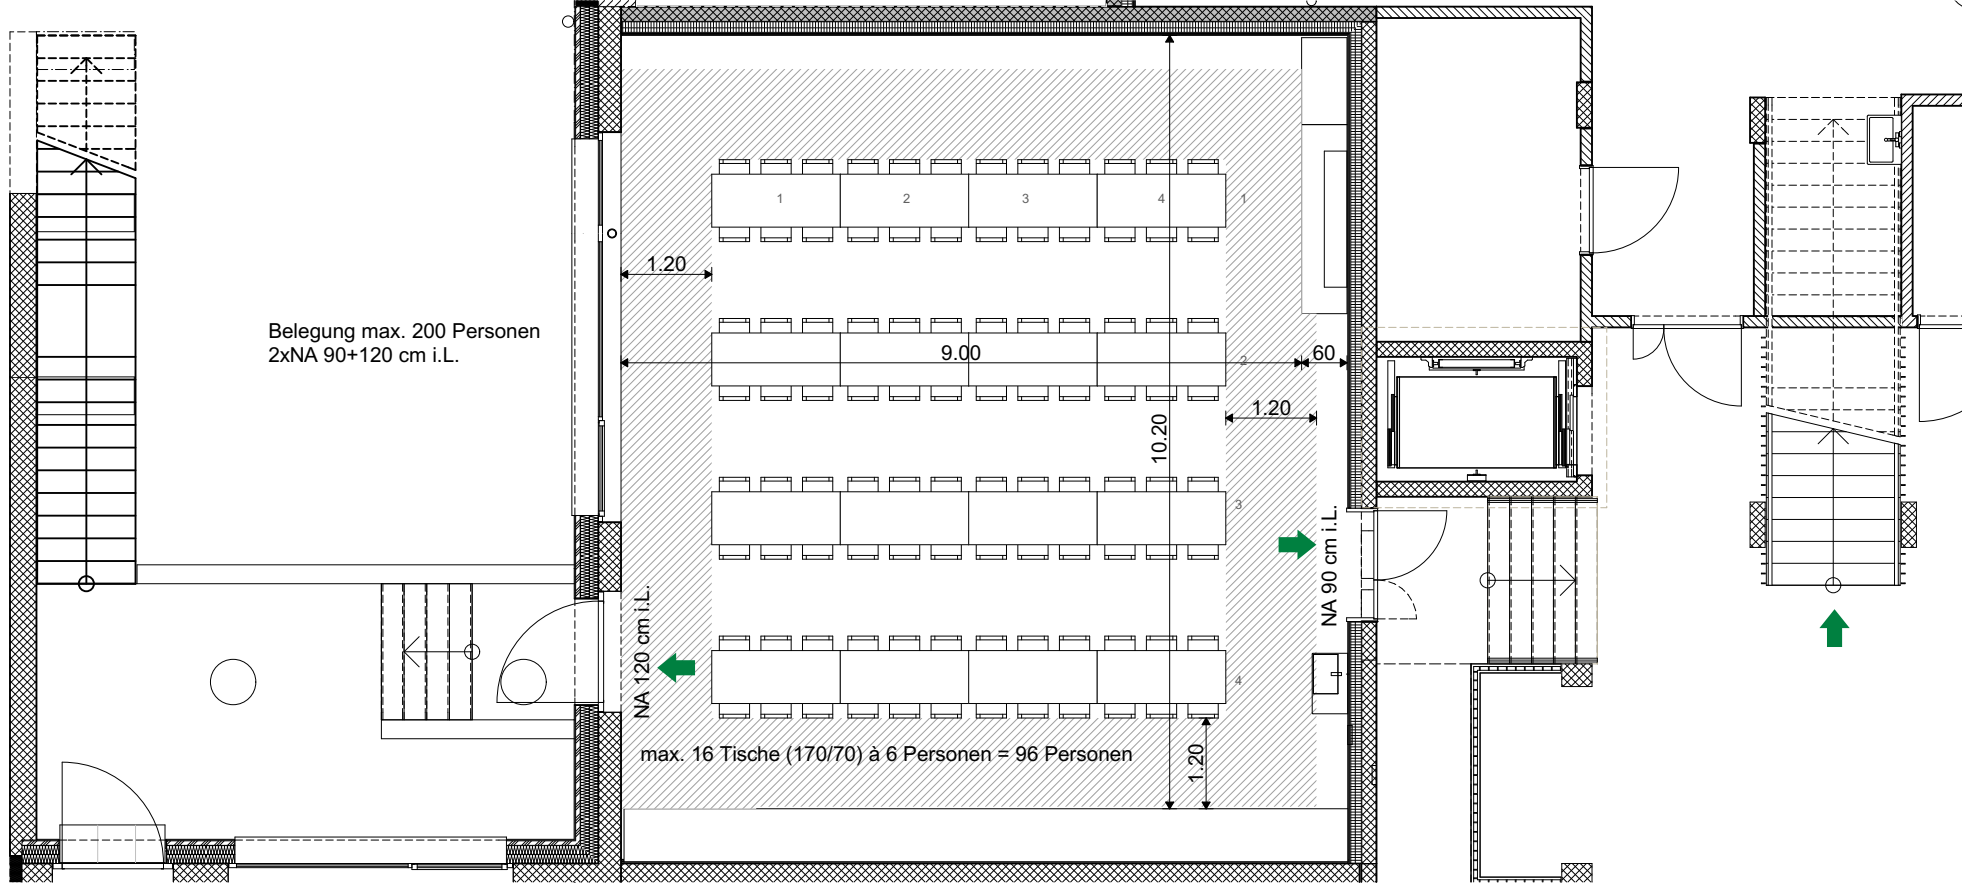 1
2
3
4
1
1.20
Belegung max. 200 Personen
2xNA 90+120 cm i.L.
9.00
60
2
1.20
10.20
3
NA 90 cm i.L.
NA 120 cm i.L.
4
max. 16 Tische (170/70) à 6 Personen = 96 Personen
1.20